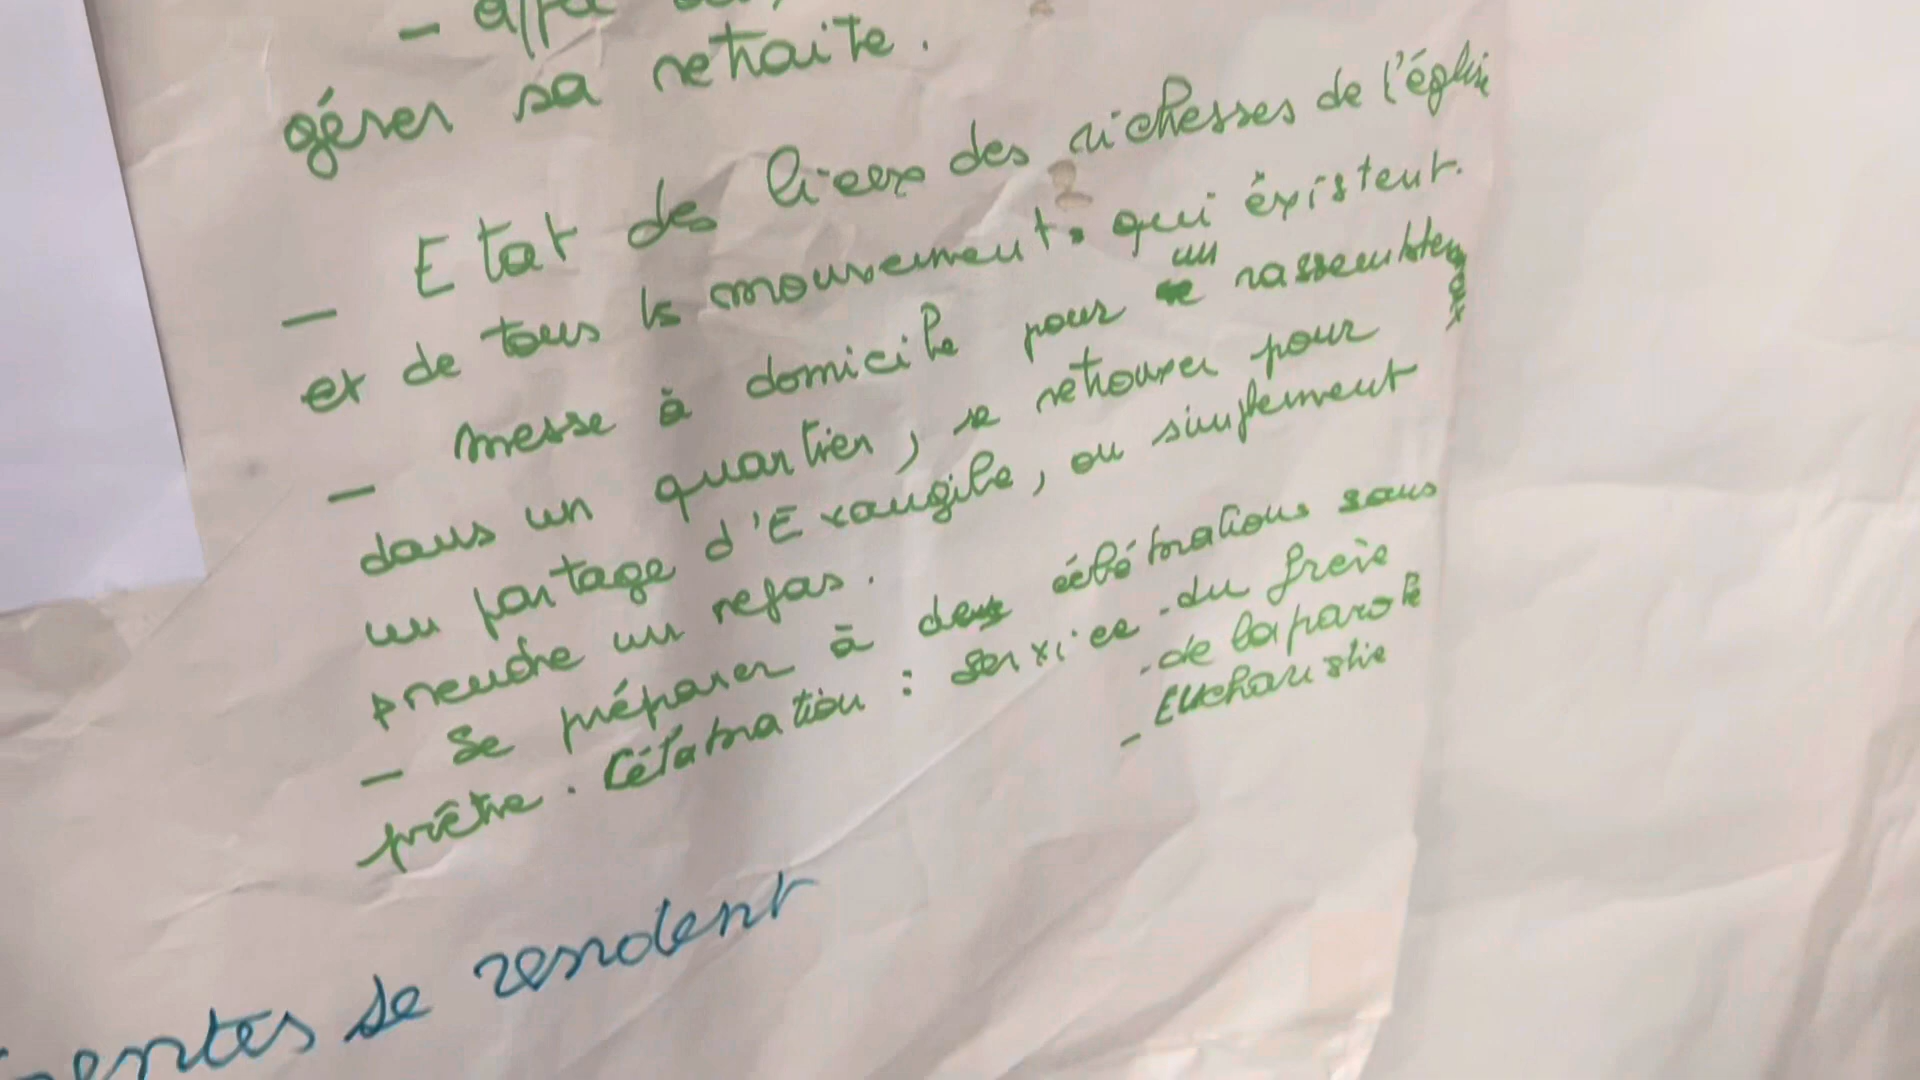 gérer sa retraite.
- Etat des lieux des richesses de l'église
et de tous les mouvements qui éxistent.
- messe à domicile pour un rassemblement
dans un quartier, se retrouver pour
un partage d'Evangile, ou simplement
prendre un repas.
- Se préparer à des célébrations sans
prêtre. Célébration : service - du frère
- de la parole
- Eucharistie
se rendent